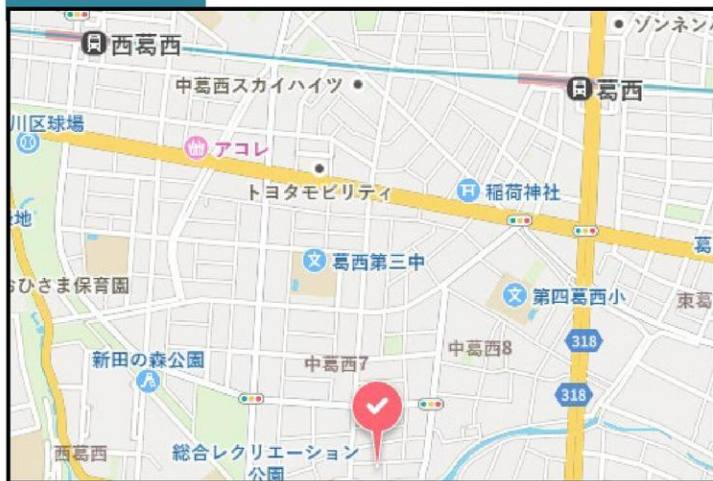 ゾンネン
西葛西
中葛西スカイハイツ
葛西
川区球場
アコレ
トヨタモビリティ
稲荷神社
地
葛
葛西第三中
おひさま保育園
第四葛西小
東葛
318
中葛西8
中葛西7
新田の森公園
318
西葛西
総合レクリエーション
公園